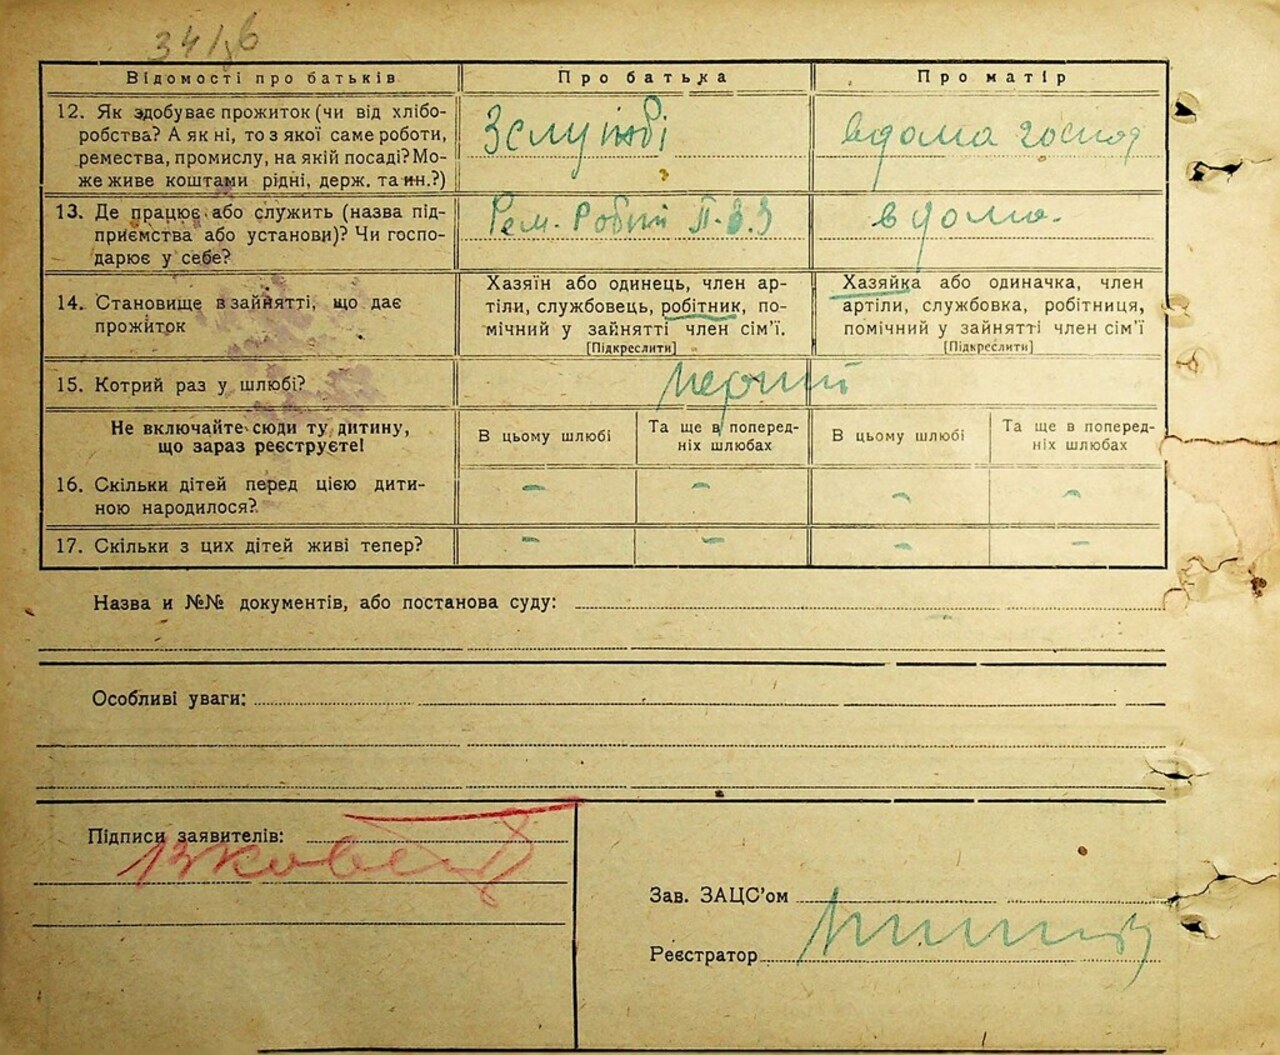 34/
Відомості про батьків
Про батька
Про матір
12. Як здобуває прожиток (чи від хлібо-
робства? А як ні, то з якої саме роботи,
ремества, промислу, на якій посаді? Мо-
же живе коштами рідні, держ. та ин.?)
З служби
вдома господ
13. Де працює або служить (назва під-
приємства або установи)? Чи госпо-
дарює у себе?
Рем. Робтн П.З.З
вдома.
14. Становище в зайнятті, що дає
прожиток
Хазяїн або одинець, член ар-
тіли, службовець, робітник, по-
мічний у зайнятті член сім'ї.
[Підкреслити]
Хазяйка або одиначка, член
артіли, службовка, робітниця,
помічний у зайнятті член сім'ї
[Підкреслити]
15. Котрий раз у шлюбі?
перший
Не включайте сюди ту дитину,
що зараз реєструєте!
В цьому шлюбі
Та ще в поперед-
ніх шлюбах
В цьому шлюбі
Та ще в поперед-
ніх шлюбах
16. Скільки дітей перед цією дити-
ною народилося?
- - - -
17. Скільки з цих дітей живі тепер?
- - - -
Назва и №№ документів, або постанова суду:
Особливі уваги:
Підписи заявителів:
Зав. ЗАЦС'ом
Реєстратор